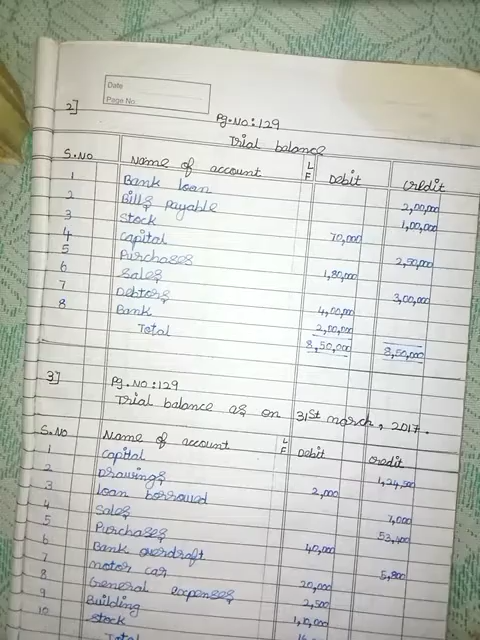 Date
Page No
2]
Pg.No:129
Trial balance
S.No Name of account LF Debit Credit
1 Bank loan 2,00,000
2 Bills payable 1,00,000
3 Stock 70,000
4 Capital 2,50,000
5 Purchases 1,80,000
6 Sales 3,00,000
7 Debtors 4,00,000
8 Bank 2,00,000
Total 8,50,000 8,50,000
3] Pg.No:129
Trial balance as on 31st march, 2017.
S.No Name of account LF Debit Credit
1 Capital 1,24,500
2 Drawings 2,000
3 Loan borrowed 7,000
4 Sales 53,400
5 Purchases 40,000
6 Bank overdraft 5,800
7 motor car 20,000
8 General expenses 2,500
9 Building 1,10,000
10 Stock
Total